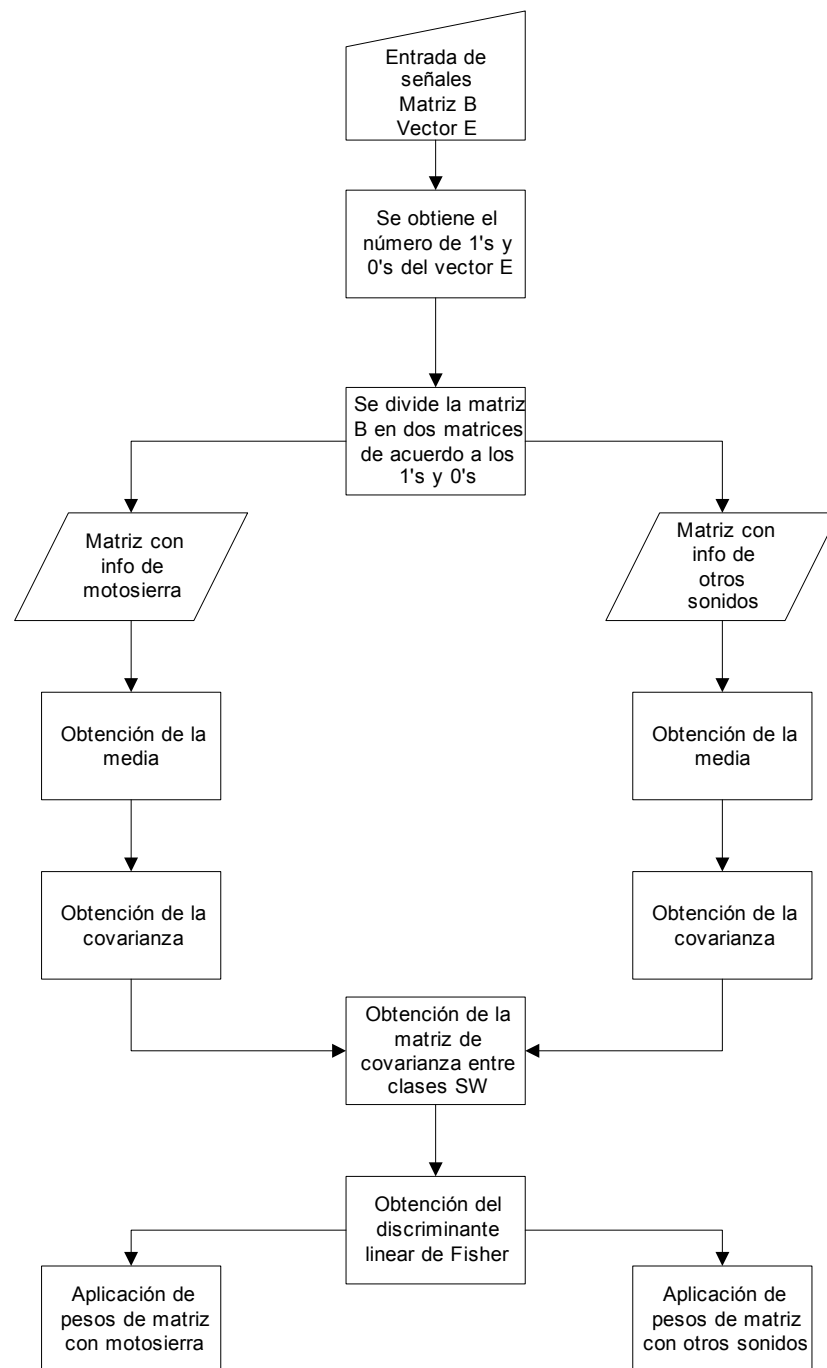 Entrada de
señales
Matriz B
Vector E
Se obtiene el
número de 1's y
0's del vector E
Se divide la matriz
B en dos matrices
de acuerdo a los
1's y 0's
Matriz con
info de
motosierra
Matriz con
info de
otros
sonidos
Obtención de la
media
Obtención de la
media
Obtención de la
covarianza
Obtención de la
covarianza
Obtención de la
matriz de
covarianza entre
clases SW
Obtención del
discriminante
linear de Fisher
Aplicación de
pesos de matriz
con motosierra
Aplicación de
pesos de matriz
con otros sonidos